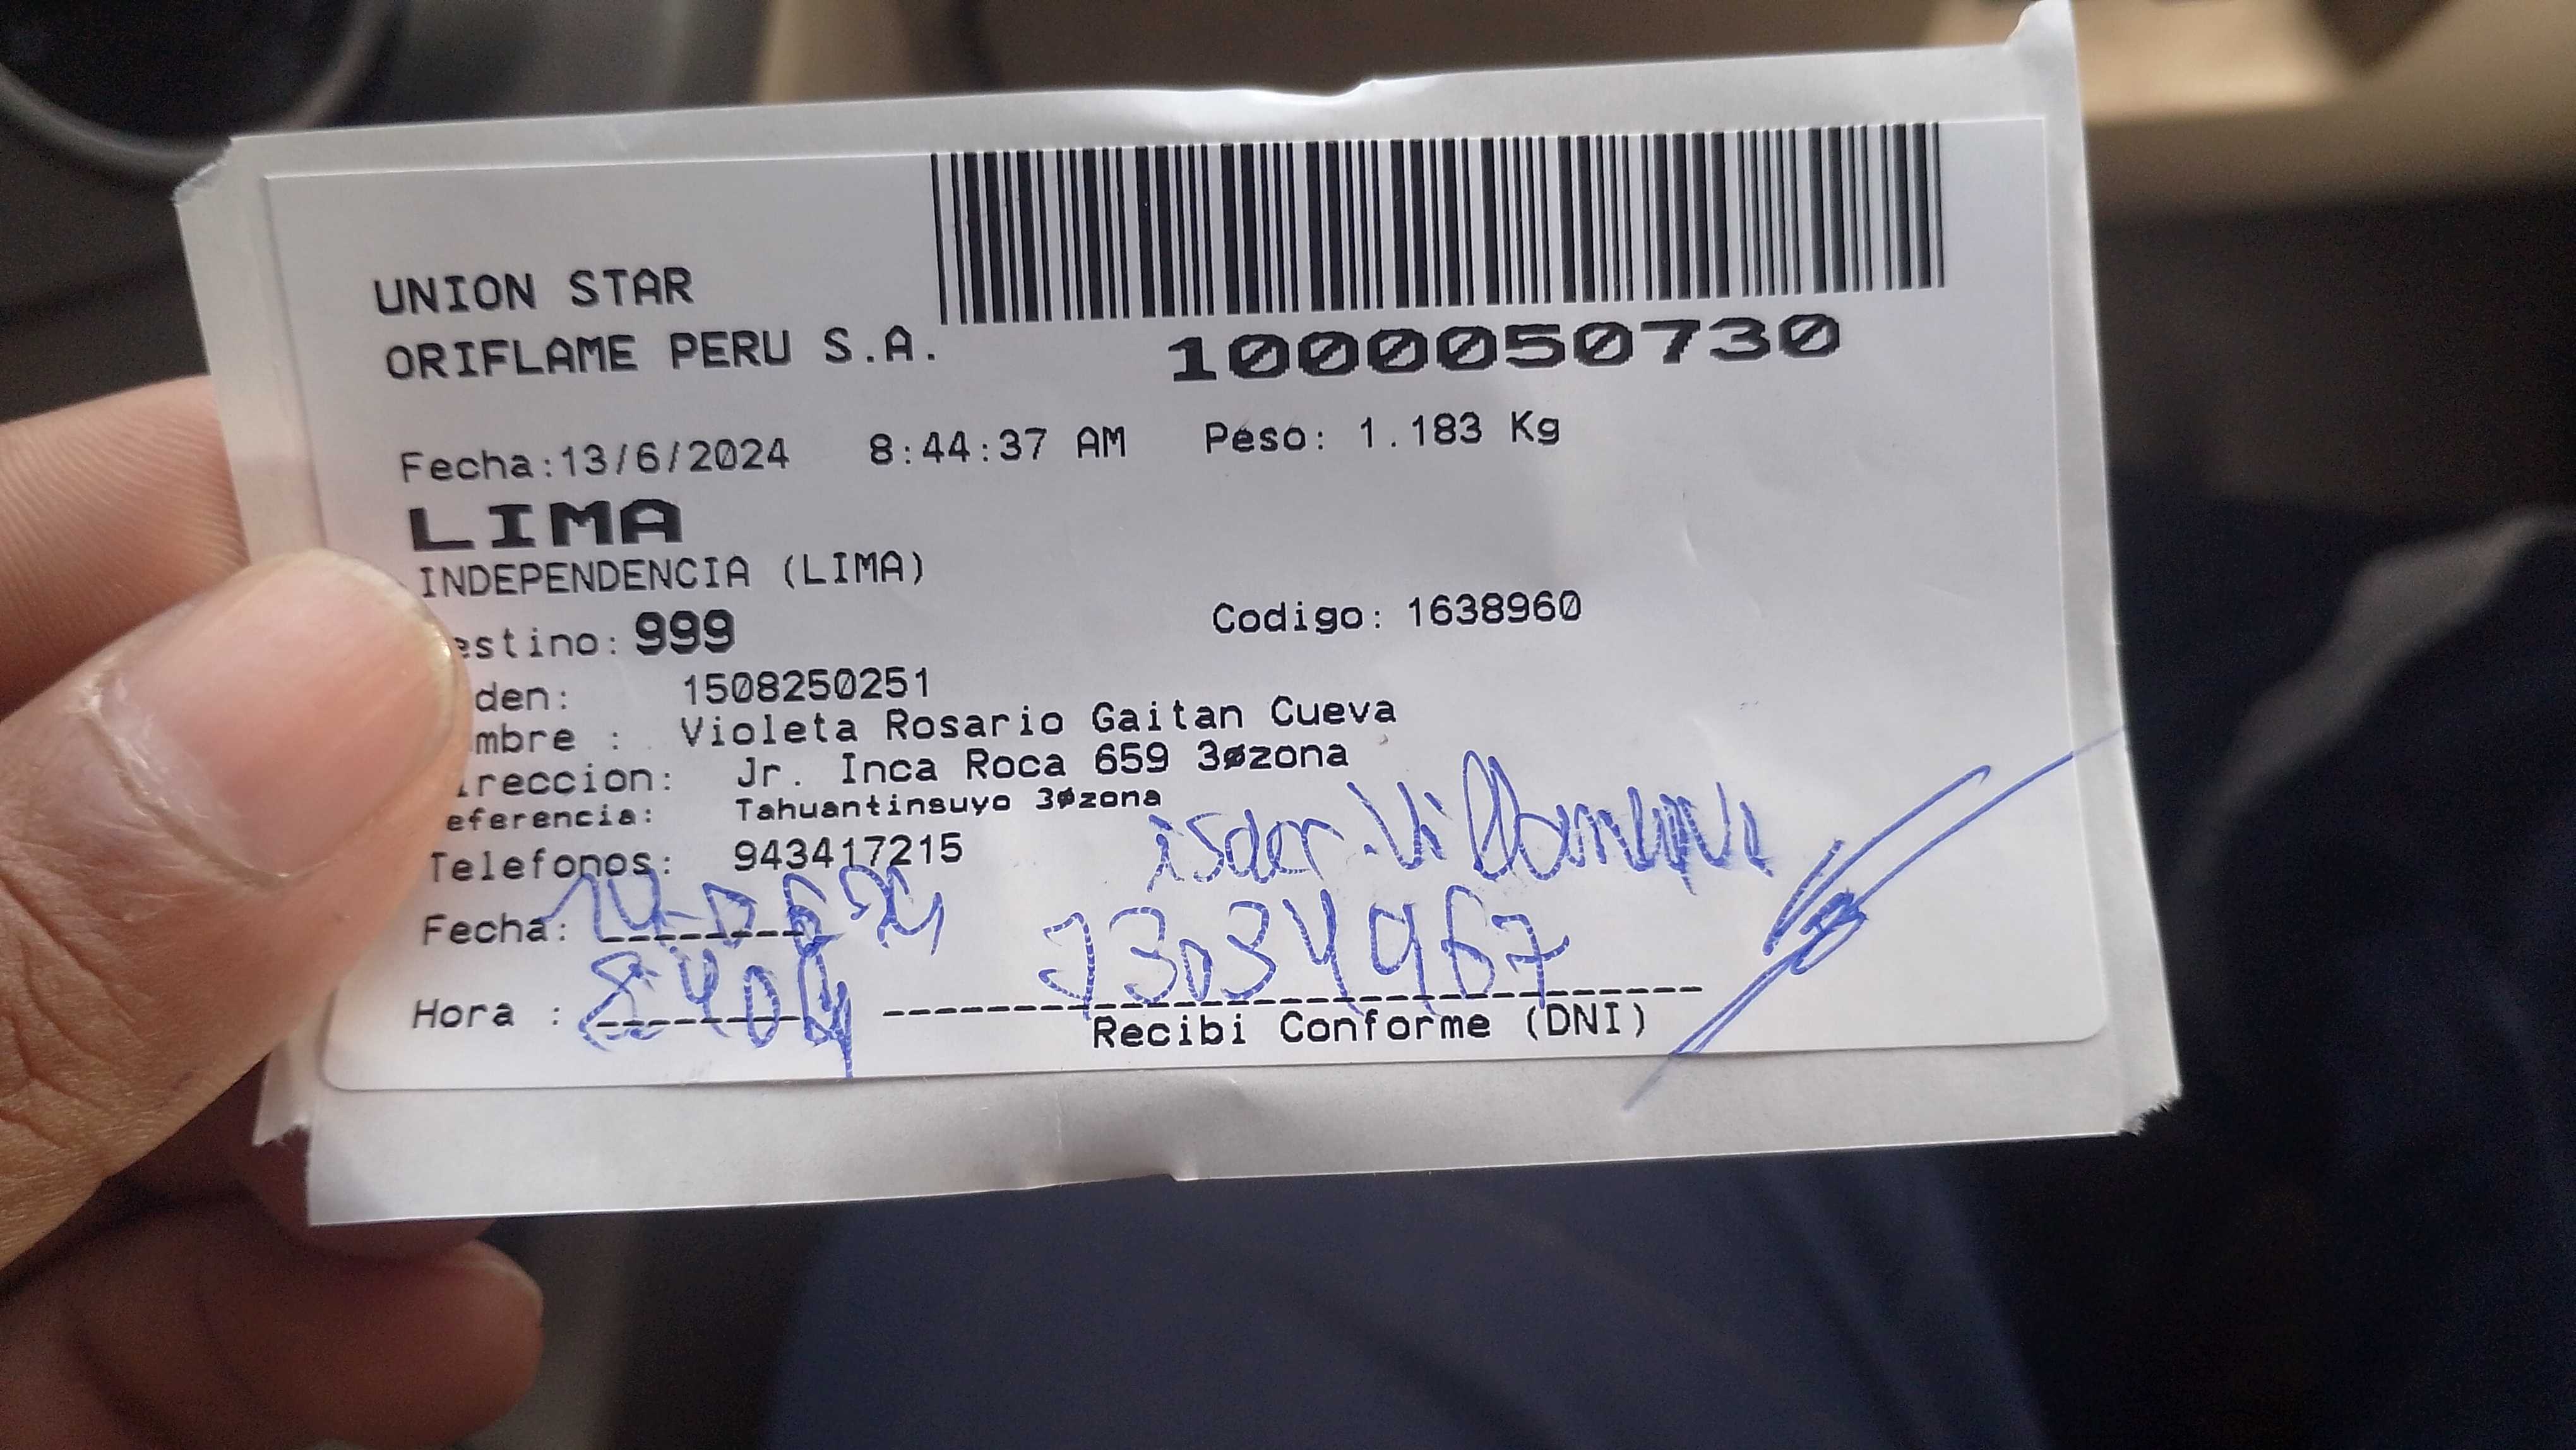 UNION STAR
ORIFLAME PERU S.A.
1000050730
Fecha:13/6/2024 8:44:37 AM Peso: 1.183 Kg
LIMA
INDEPENDENCIA (LIMA)
estino: 999 Codigo: 1638960
den: 1508250251
mbre : Violeta Rosario Gaitan Cueva
ireccion: Jr. Inca Roca 659 3øzona
eferencia: Tahuantinsuyo 3øzona
Telefonos: 943417215
Fecha:
Hora :
Recibi Conforme (DNI)